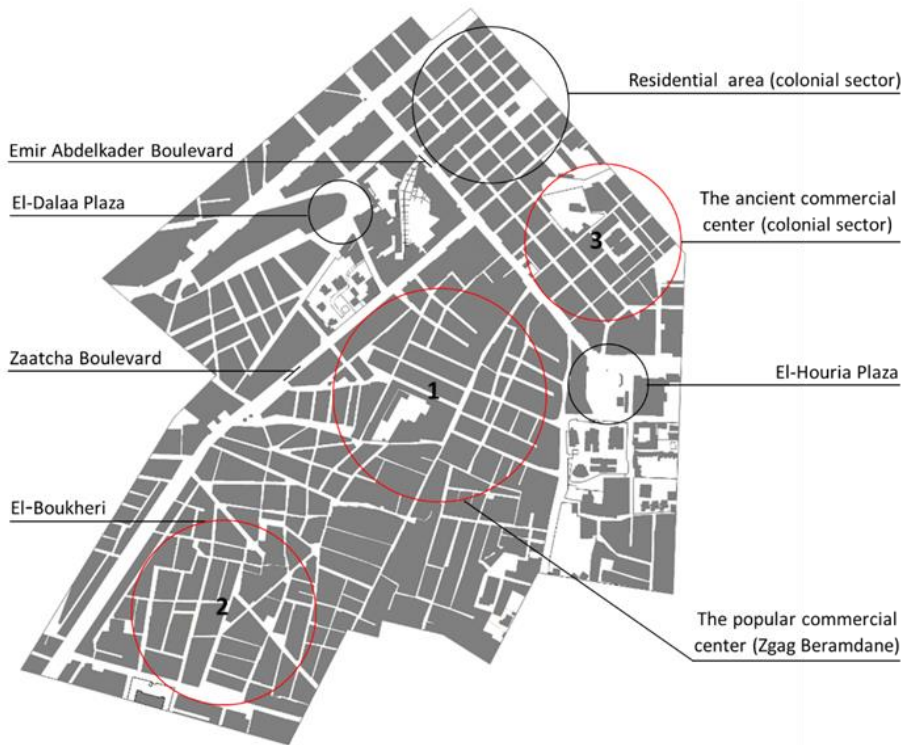 Residential area (colonial sector)
Emir Abdelkader Boulevard
El-Dalaa Plaza
The ancient commercial
center (colonial sector)
3
Zaatcha Boulevard
1
El-Houria Plaza
El-Boukheri
2
The popular commercial
center (Zgag Beramdane)